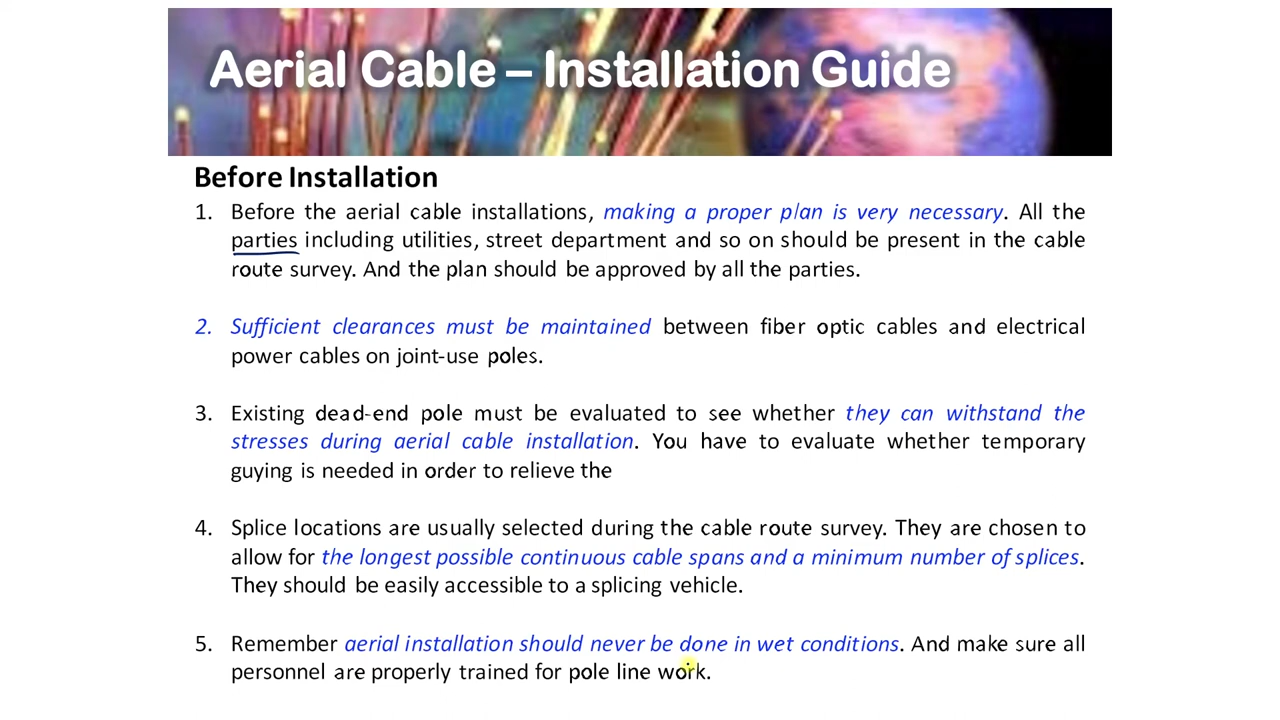 Aerial Cable – Installation Guide
Before Installation
1. Before the aerial cable installations, making a proper plan is very necessary. All the
parties including utilities, street department and so on should be present in the cable
route survey. And the plan should be approved by all the parties.
2. Sufficient clearances must be maintained between fiber optic cables and electrical
power cables on joint-use poles.
3. Existing dead-end pole must be evaluated to see whether they can withstand the
stresses during aerial cable installation. You have to evaluate whether temporary
guying is needed in order to relieve the
4. Splice locations are usually selected during the cable route survey. They are chosen to
allow for the longest possible continuous cable spans and a minimum number of splices.
They should be easily accessible to a splicing vehicle.
5. Remember aerial installation should never be done in wet conditions. And make sure all
personnel are properly trained for pole line work.